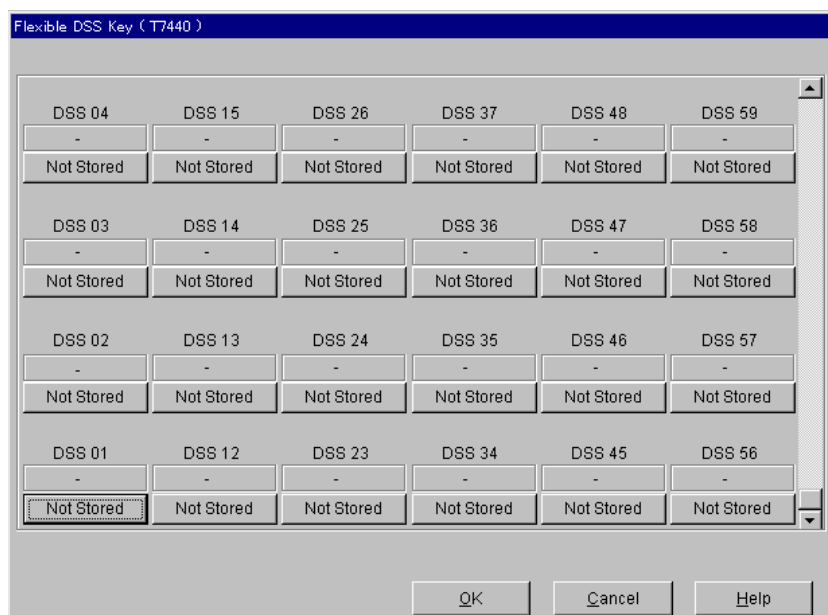 Flexible DSS Key ( T7440 )
DSS 04 DSS 15 DSS 26 DSS 37 DSS 48 DSS 59
- - - - - -
Not Stored Not Stored Not Stored Not Stored Not Stored Not Stored
DSS 03 DSS 14 DSS 25 DSS 36 DSS 47 DSS 58
- - - - - -
Not Stored Not Stored Not Stored Not Stored Not Stored Not Stored
DSS 02 DSS 13 DSS 24 DSS 35 DSS 46 DSS 57
- - - - - -
Not Stored Not Stored Not Stored Not Stored Not Stored Not Stored
DSS 01 DSS 12 DSS 23 DSS 34 DSS 45 DSS 56
- - - - - -
Not Stored Not Stored Not Stored Not Stored Not Stored Not Stored
OK Cancel Help